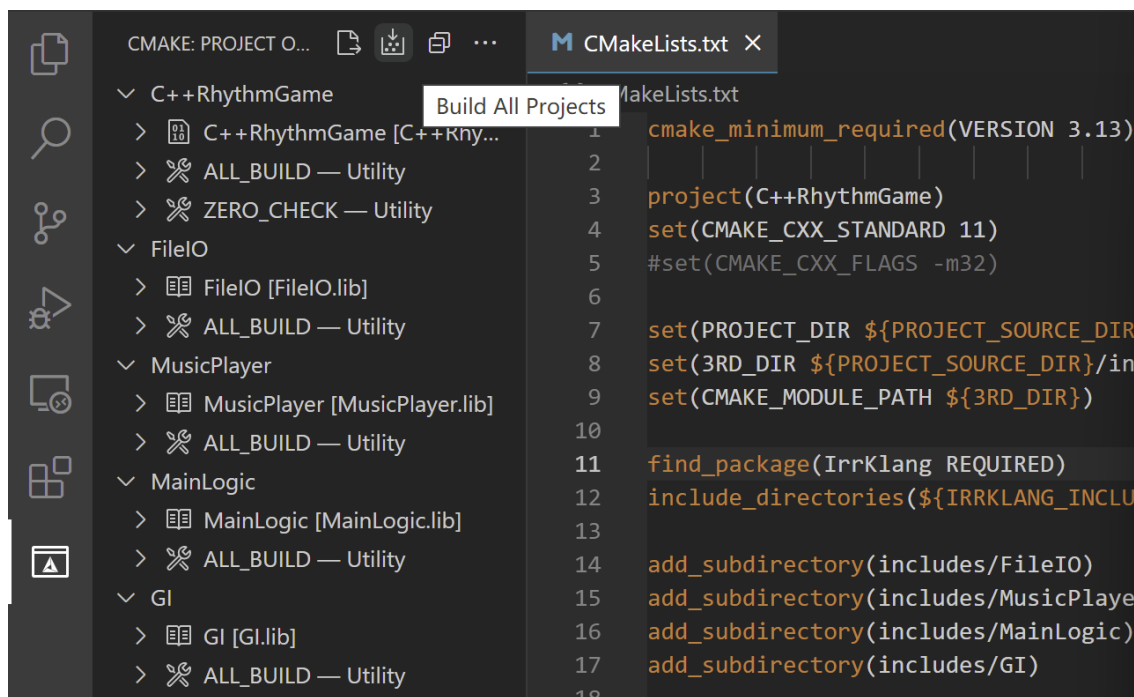 CMAKE: PROJECT O...
C++RhythmGame
C++RhythmGame [C++Rhy...
ALL_BUILD — Utility
ZERO_CHECK — Utility
FileIO
FileIO [FileIO.lib]
ALL_BUILD — Utility
MusicPlayer
MusicPlayer [MusicPlayer.lib]
ALL_BUILD — Utility
MainLogic
MainLogic [MainLogic.lib]
ALL_BUILD — Utility
GI
GI [GI.lib]
ALL_BUILD — Utility
Build All Projects
M CMakeLists.txt
MakeLists.txt
1 cmake_minimum_required(VERSION 3.13)
2
3 project(C++RhythmGame)
4 set(CMAKE_CXX_STANDARD 11)
5 #set(CMAKE_CXX_FLAGS -m32)
6
7 set(PROJECT_DIR ${PROJECT_SOURCE_DIR
8 set(3RD_DIR ${PROJECT_SOURCE_DIR}/in
9 set(CMAKE_MODULE_PATH ${3RD_DIR})
10
11 find_package(IrrKlang REQUIRED)
12 include_directories(${IRRKLANG_INCLU
13
14 add_subdirectory(includes/FileIO)
15 add_subdirectory(includes/MusicPlaye
16 add_subdirectory(includes/MainLogic)
17 add_subdirectory(includes/GI)
18